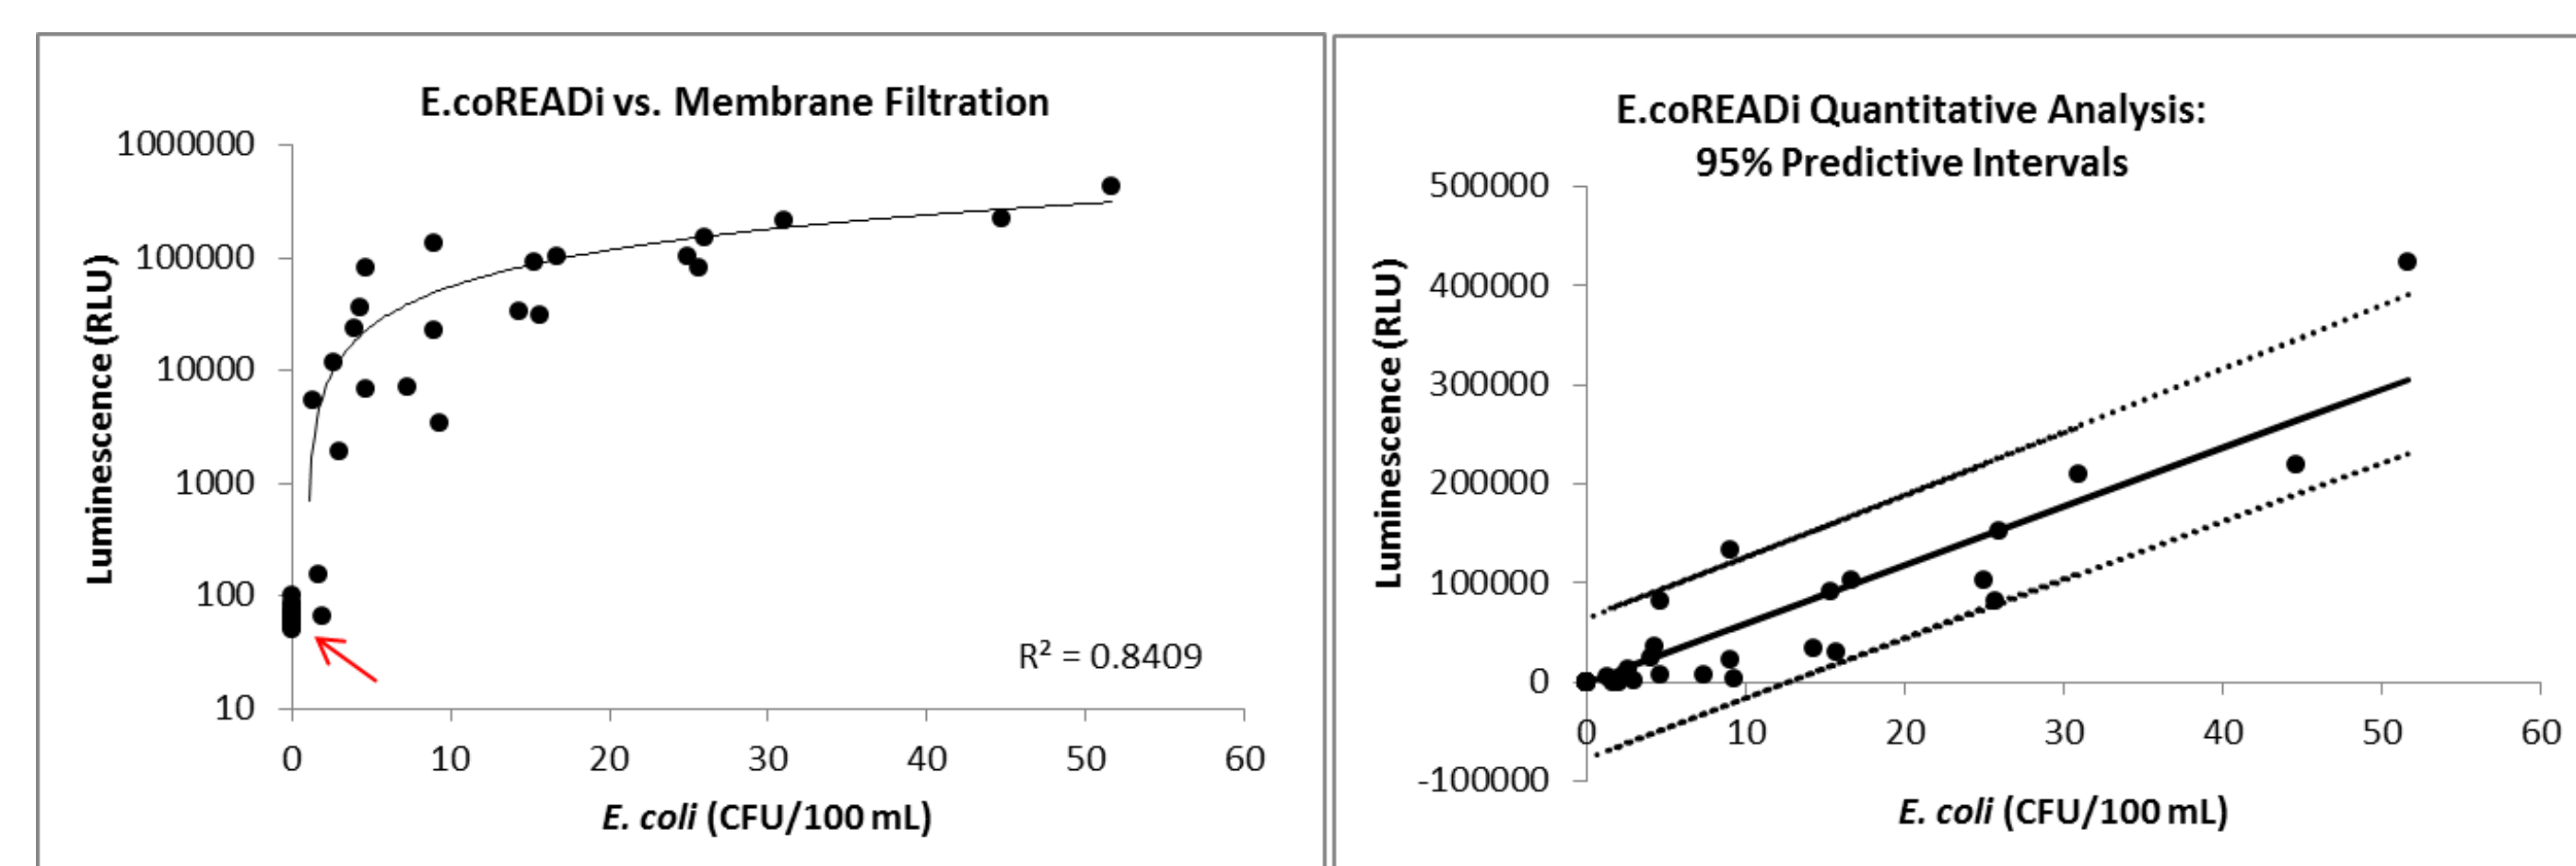 E.coREADi vs. Membrane Filtration
1000000
100000
10000
1000
100
10
Luminescence (RLU)
R² = 0.8409
0 10 20 30 40 50 60
E. coli (CFU/100 mL)
E.coREADi Quantitative Analysis:
95% Predictive Intervals
500000
400000
300000
200000
100000
0
-100000
Luminescence (RLU)
0 10 20 30 40 50 60
E. coli (CFU/100 mL)